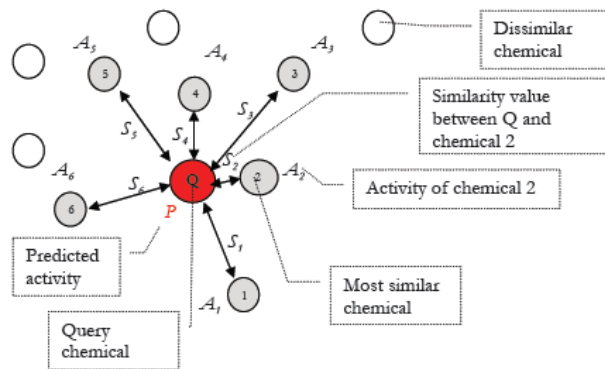 A5
A4
A3
Dissimilar
chemical
5
4
3
Similarity value
between Q and
chemical 2
S5
S4
S3
S2
A6
S6
Q
2
A2
Activity of chemical 2
6
P
Predicted
activity
S1
Most similar
chemical
1
A1
Query
chemical